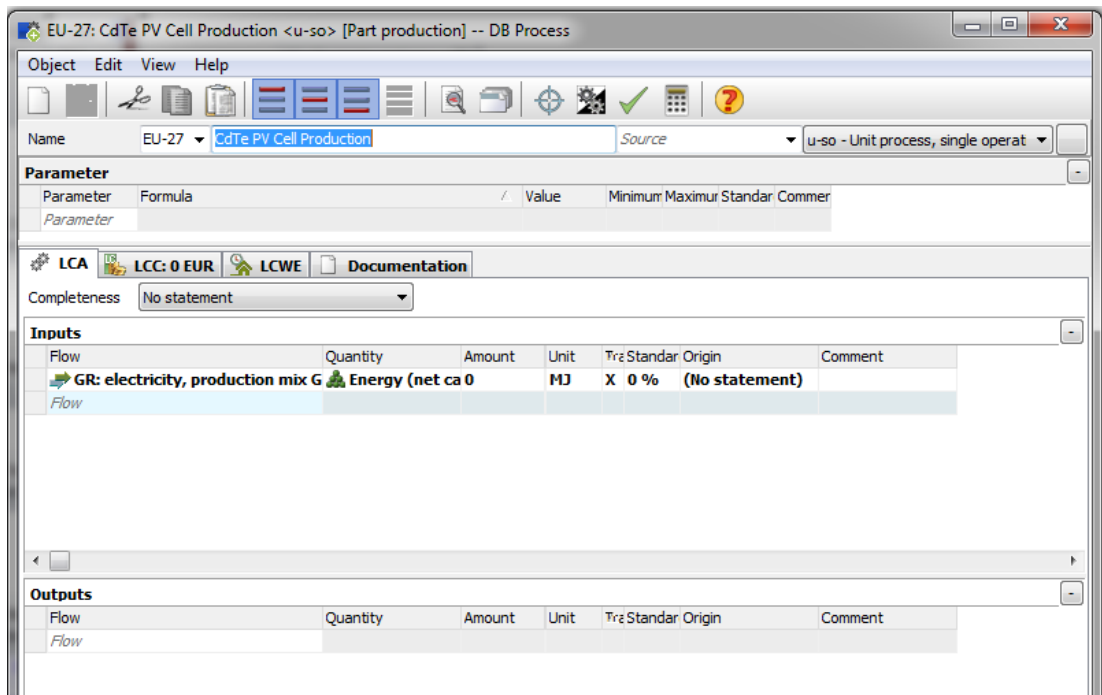 EU-27: CdTe PV Cell Production <u-so> [Part production] -- DB Process
Object Edit View Help
Name EU-27 CdTe PV Cell Production Source u-so - Unit process, single operat
Parameter
Parameter Formula Value Minimum Maximur Standar Commer
Parameter
LCA LCC: 0 EUR LCWE Documentation
Completeness No statement
Inputs
Flow Quantity Amount Unit Tra Standar Origin Comment
GR: electricity, production mix G Energy (net ca 0 MJ X 0 % (No statement)
Flow
Outputs
Flow Quantity Amount Unit Tra Standar Origin Comment
Flow